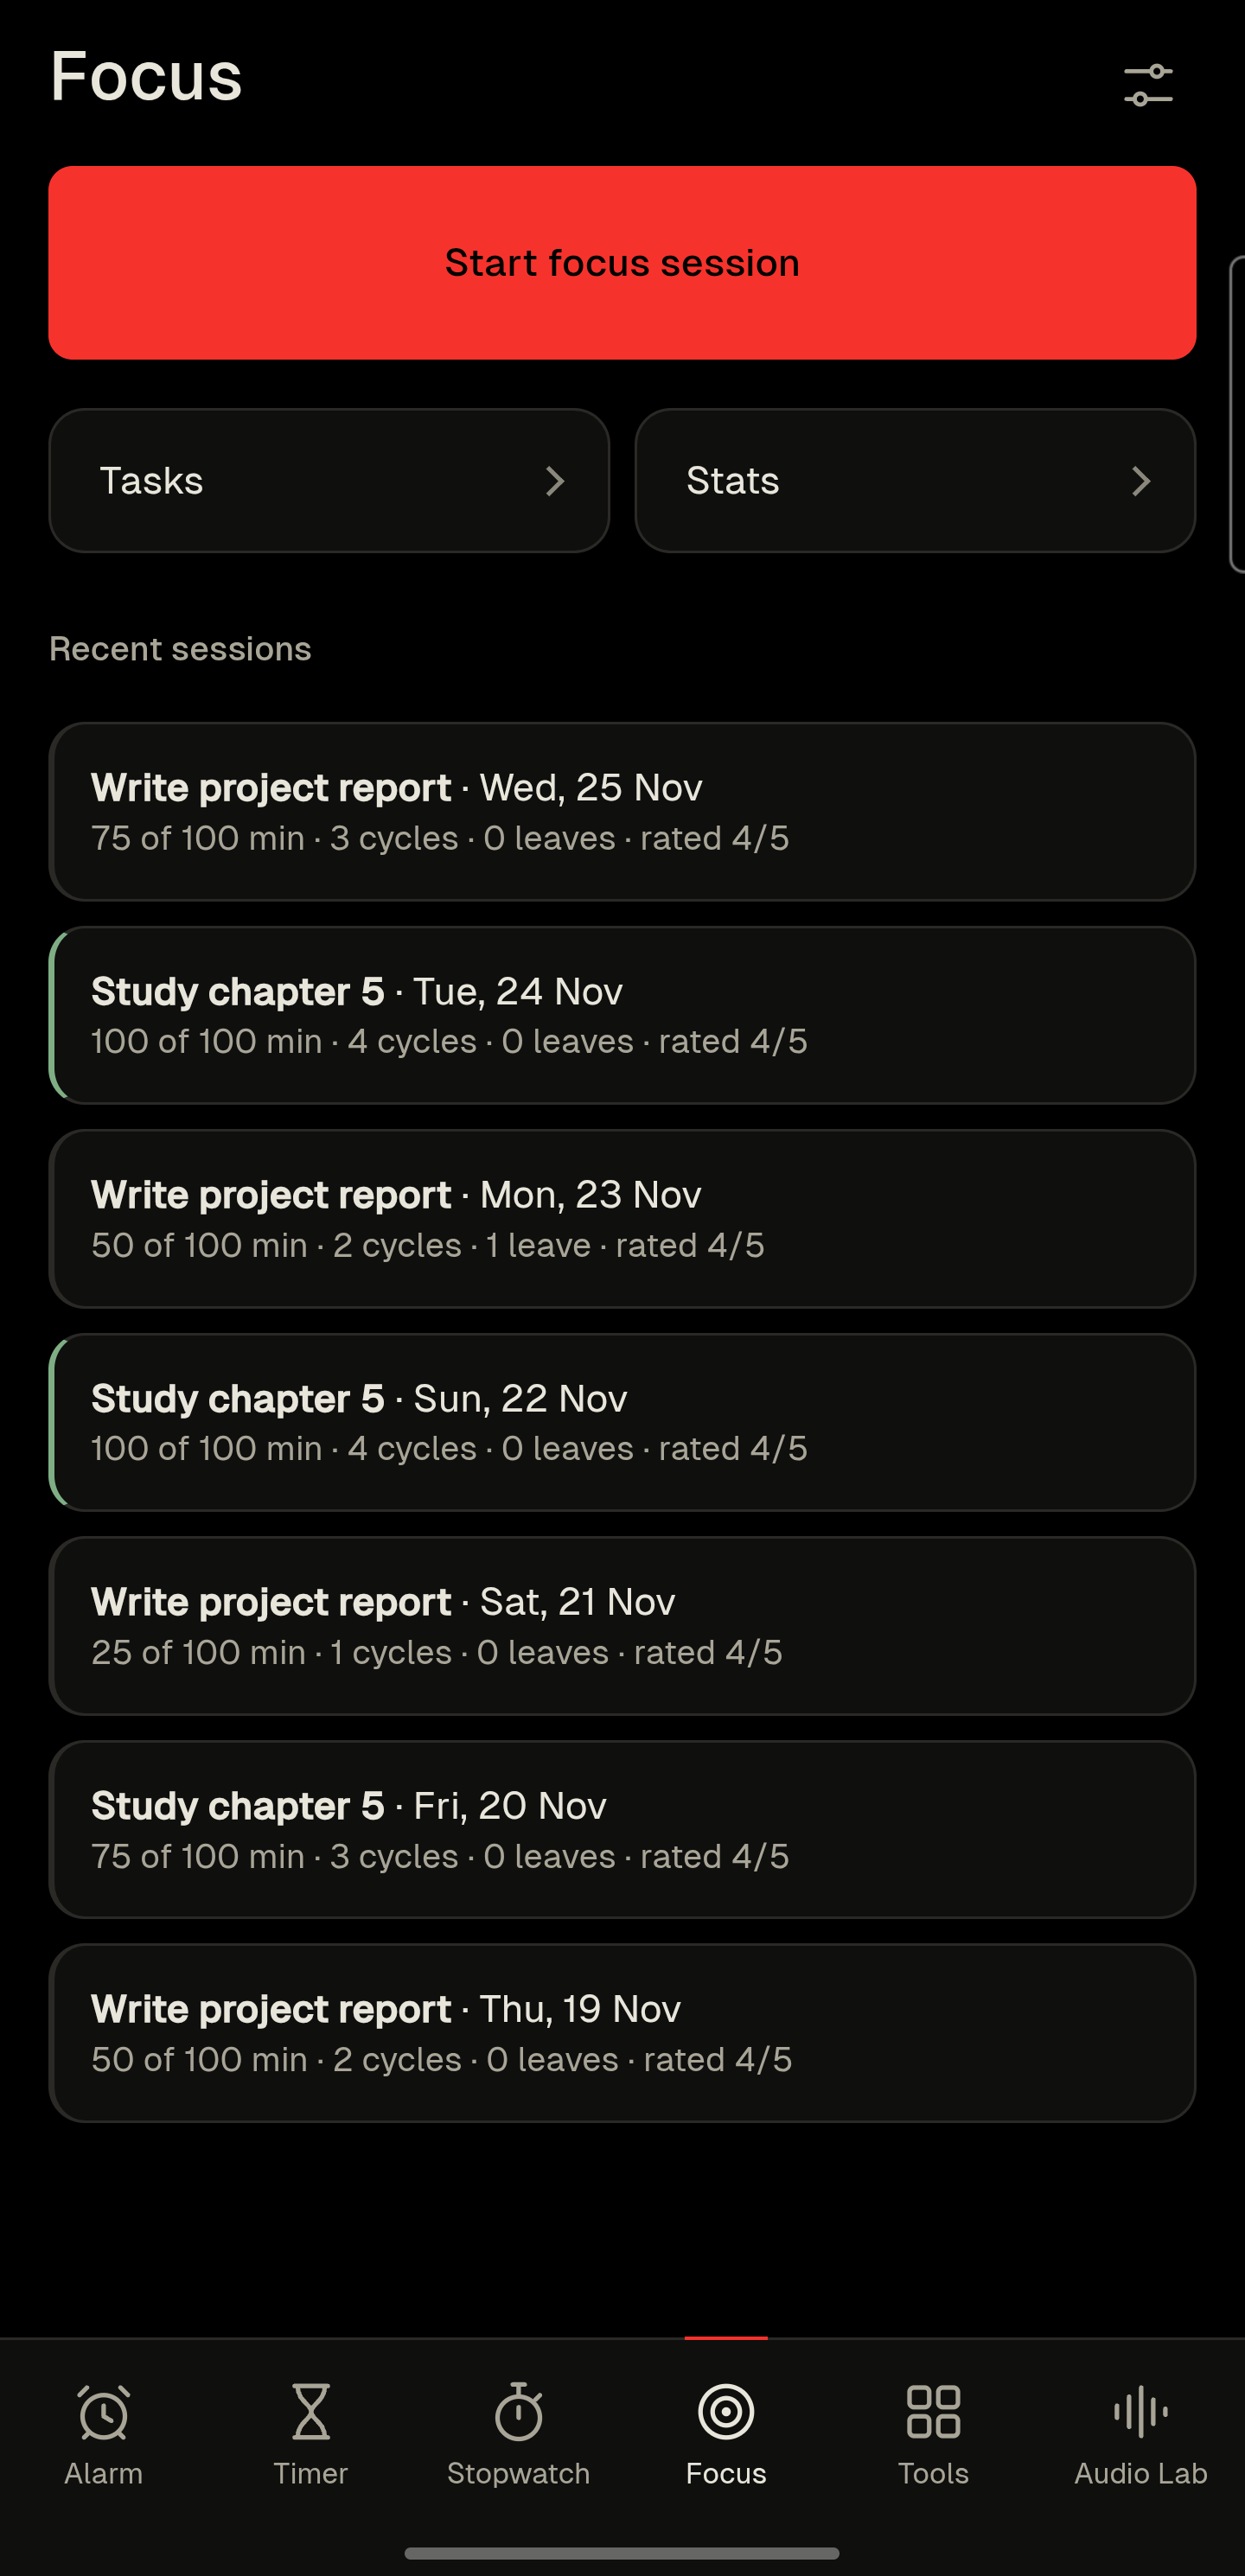 Focus
Start focus session
Tasks
Stats
Recent sessions
Write project report · Wed, 25 Nov
75 of 100 min · 3 cycles · 0 leaves · rated 4/5
Study chapter 5 · Tue, 24 Nov
100 of 100 min · 4 cycles · 0 leaves · rated 4/5
Write project report · Mon, 23 Nov
50 of 100 min · 2 cycles · 1 leave · rated 4/5
Study chapter 5 · Sun, 22 Nov
100 of 100 min · 4 cycles · 0 leaves · rated 4/5
Write project report · Sat, 21 Nov
25 of 100 min · 1 cycles · 0 leaves · rated 4/5
Study chapter 5 · Fri, 20 Nov
75 of 100 min · 3 cycles · 0 leaves · rated 4/5
Write project report · Thu, 19 Nov
50 of 100 min · 2 cycles · 0 leaves · rated 4/5
Alarm
Timer
Stopwatch
Focus
Tools
Audio Lab